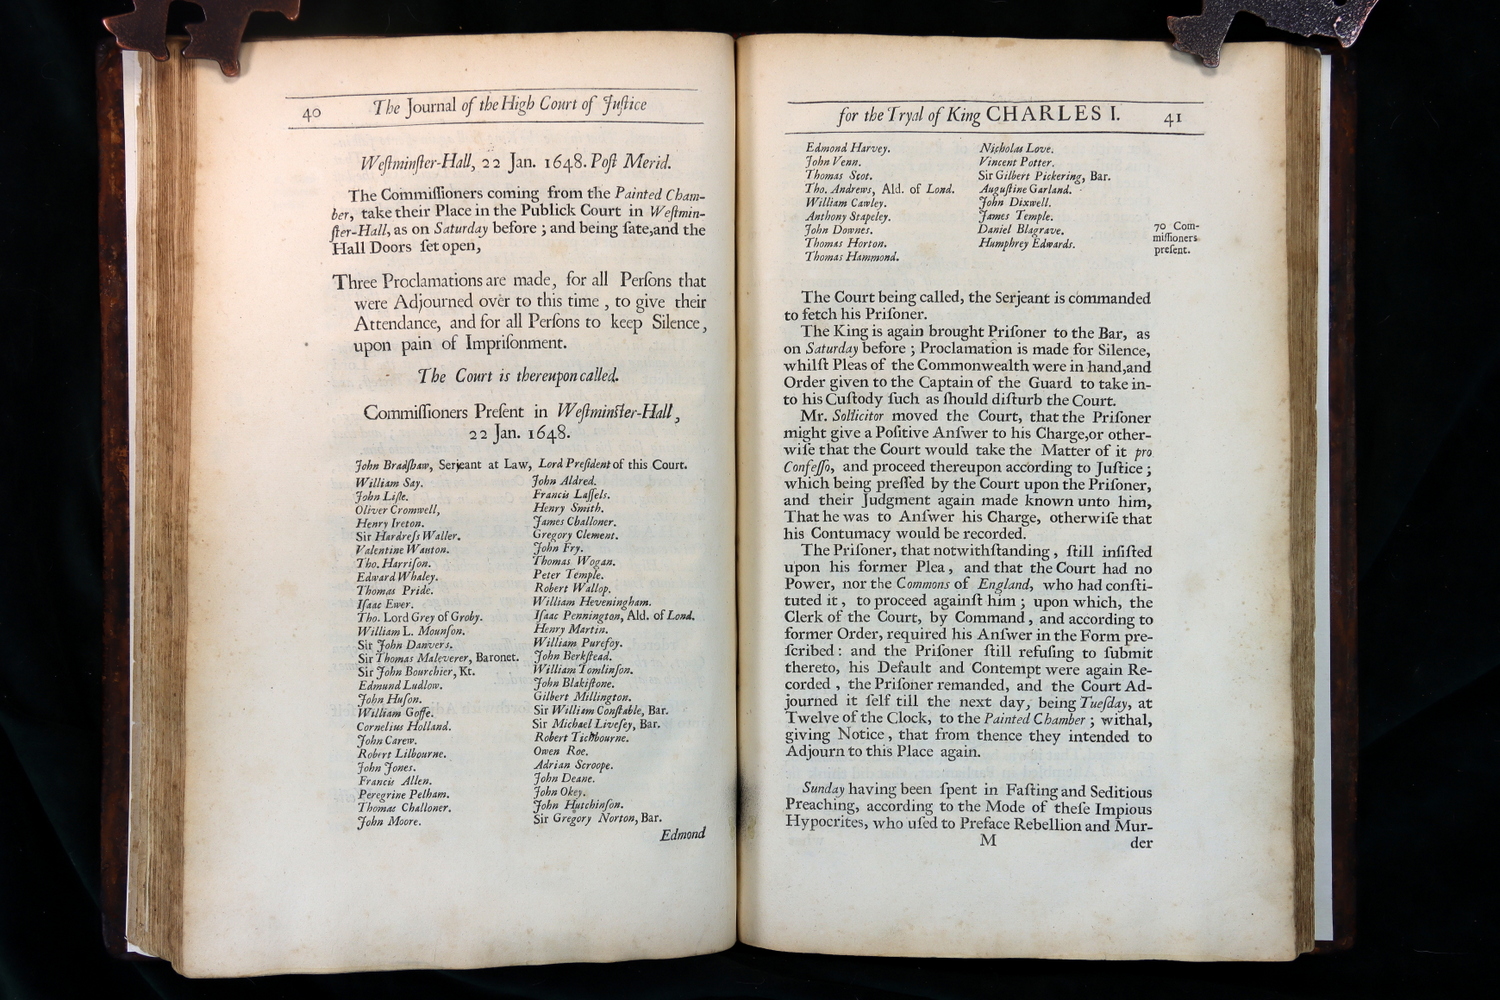 40 The Journal of the High Court of Juſtice
Weſtminſter-Hall, 22 Jan. 1648. Poſt Merid.
The Commiſſioners coming from the Painted Cham-
ber, take their Place in the Publick Court in Weſtmin-
ſter-Hall, as on Saturday before ; and being ſate,and the
Hall Doors ſet open,
Three Proclamations are made, for all Perſons that
were Adjourned over to this time , to give their
Attendance, and for all Perſons to keep Silence,
upon pain of Impriſonment.
The Court is thereupon called.
Commiſſioners Preſent in Weſtminſter-Hall,
22 Jan. 1648.
John Bradſhaw, Serjeant at Law, Lord Preſident of this Court.
William Say.
John Liſle.
Oliver Cromwell,
Henry Ireton.
Sir Hardreſs Waller.
Valentine Wauton.
Tho. Harriſon.
Edward Whaley.
Thomas Pride.
Iſaac Ewer.
Tho. Lord Grey of Groby.
William L. Mounſon.
Sir John Danvers.
Sir Thomas Maleverer, Baronet.
Sir John Bourchier, Kt.
Edmund Ludlow.
John Huſon.
William Goffe.
Cornelius Holland.
John Carew.
Robert Lilbourne.
John Jones.
Francis Allen.
Peregrine Pelham.
Thomas Challoner.
John Moore.
John Aldred.
Francis Laſſels.
Henry Smith.
James Challoner.
Gregory Clement.
John Fry.
Thomas Wogan.
Peter Temple.
Robert Wallop.
William Heveningham.
Iſaac Pennington, Ald. of Lond.
Henry Martin.
William Purefoy.
John Berkſtead.
William Tomlinſon.
John Blakiſtone.
Gilbert Millington.
Sir William Conſtable, Bar.
Sir Michael Liveſey, Bar.
Robert Tichbourne.
Owen Roe.
Adrian Scroope.
John Deane.
John Okey.
John Hutchinſon.
Sir Gregory Norton, Bar.
Edmond
for the Tryal of King CHARLES I. 41
Edmond Harvey.
John Venn.
Thomas Scot.
Tho. Andrews, Ald. of Lond.
William Cawley.
Anthony Stapeley.
John Downes.
Thomas Horton.
Thomas Hammond.
Nicholas Love.
Vincent Potter.
Sir Gilbert Pickering, Bar.
Auguſtine Garland.
John Dixwell.
James Temple.
Daniel Blagrave.
Humphrey Edwards.
70 Com-
miſſioners
preſent.
The Court being called, the Serjeant is commanded
to fetch his Priſoner.
The King is again brought Priſoner to the Bar, as
on Saturday before ; Proclamation is made for Silence,
whilſt Pleas of the Commonwealth were in hand,and
Order given to the Captain of the Guard to take in-
to his Cuſtody ſuch as ſhould diſturb the Court.
Mr. Sollicitor moved the Court, that the Priſoner
might give a Poſitive Anſwer to his Charge,or other-
wiſe that the Court would take the Matter of it pro
Confeſſo, and proceed thereupon according to Juſtice ;
which being preſſed by the Court upon the Priſoner,
and their Judgment again made known unto him,
That he was to Anſwer his Charge, otherwiſe that
his Contumacy would be recorded.
The Priſoner, that notwithſtanding , ſtill inſiſted
upon his former Plea , and that the Court had no
Power, nor the Commons of England, who had conſti-
tuted it , to proceed againſt him ; upon which, the
Clerk of the Court, by Command , and according to
former Order, required his Anſwer in the Form pre-
ſcribed : and the Priſoner ſtill refuſing to ſubmit
thereto, his Default and Contempt were again Re-
corded , the Priſoner remanded, and the Court Ad-
journed it ſelf till the next day, being Tueſday, at
Twelve of the Clock, to the Painted Chamber ; withal,
giving Notice , that from thence they intended to
Adjourn to this Place again.
Sunday having been ſpent in Faſting and Seditious
Preaching, according to the Mode of theſe Impious
Hypocrites, who uſed to Preface Rebellion and Mur-
M der